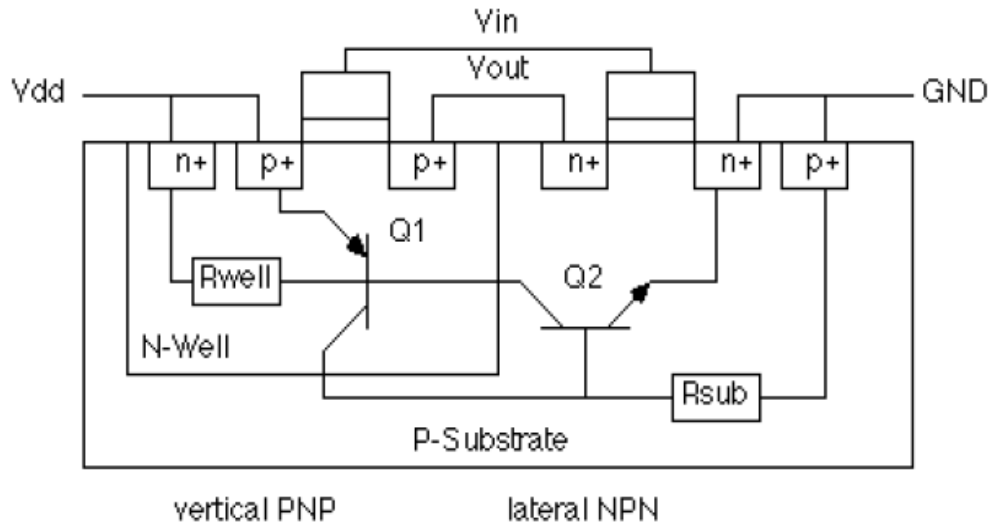 Vin
Vout
Vdd
GND
n+ p+ p+ n+ n+ p+
Q1
Rwell
Q2
N-Well
Rsub
P-Substrate
vertical PNP
lateral NPN